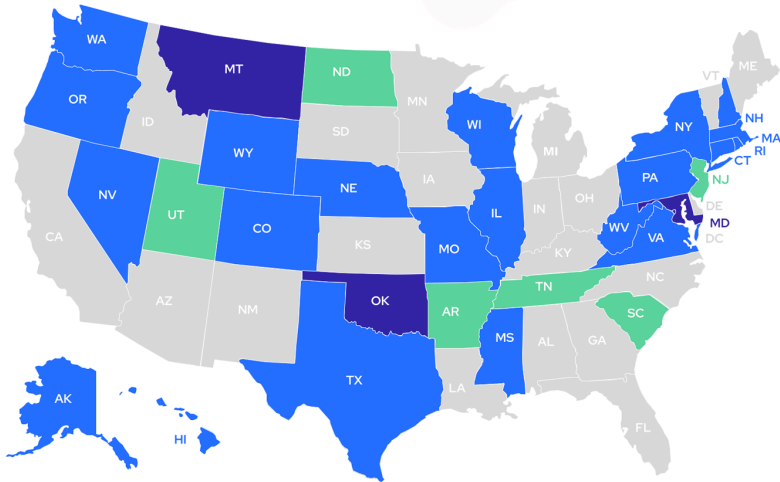 WA
MT
ND
MN
VT
ME
OR
ID
SD
WI
MI
NY
NH
MA
RI
CT
WY
IA
PA
NJ
NV
UT
CO
NE
IL
IN
OH
DE
MD
DC
WV
VA
CA
KS
MO
KY
AZ
NM
OK
AR
TN
NC
SC
TX
LA
MS
AL
GA
FL
AK
HI